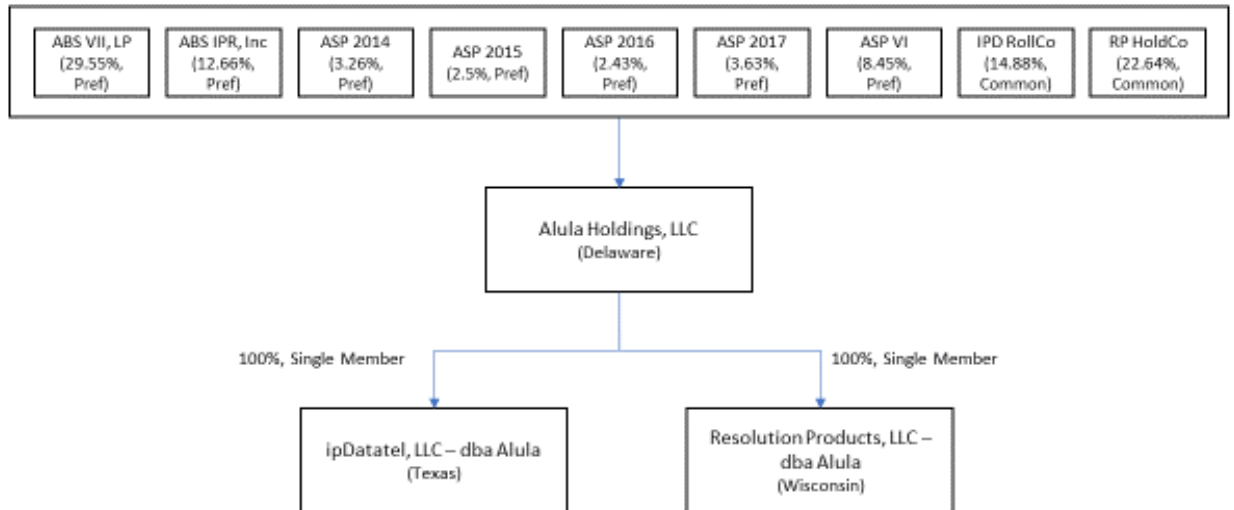 ABS VII, LP
(29.55%,
Pref)
ABS IPR, Inc
(12.66%,
Pref)
ASP 2014
(3.26%,
Pref)
ASP 2015
(2.5%, Pref)
ASP 2016
(2.43%,
Pref)
ASP 2017
(3.63%,
Pref)
ASP VI
(8.45%,
Pref)
IPD RollCo
(14.88%,
Common)
RP HoldCo
(22.64%,
Common)
Alula Holdings, LLC
(Delaware)
100%, Single Member
100%, Single Member
ipDatatel, LLC – dba Alula
(Texas)
Resolution Products, LLC –
dba Alula
(Wisconsin)